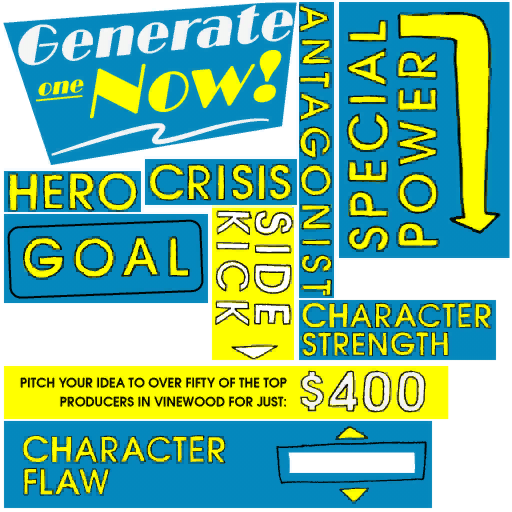 Generate
one Now!
ANTAGONIST
SPECIAL
POWER
HERO
CRISIS
GOAL
SIDE
KICK
CHARACTER
STRENGTH
PITCH YOUR IDEA TO OVER FIFTY OF THE TOP
PRODUCERS IN VINEWOOD FOR JUST:
$400
CHARACTER
FLAW